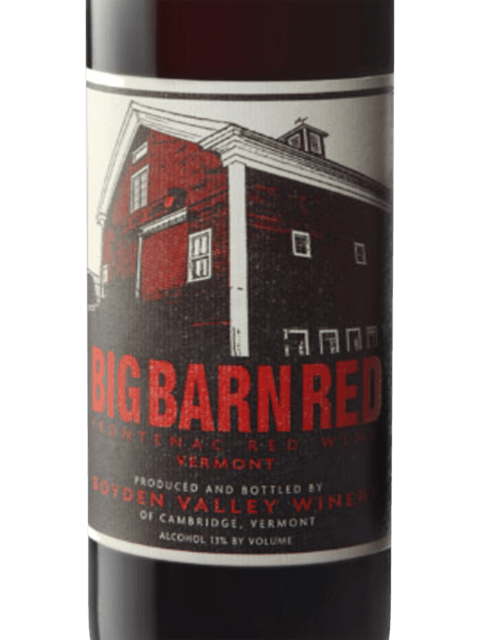 BIG BARN RED
FRONTENAC RED WINE
VERMONT
PRODUCED AND BOTTLED BY
BOYDEN VALLEY WINERY
OF CAMBRIDGE, VERMONT
ALCOHOL 13% BY VOLUME